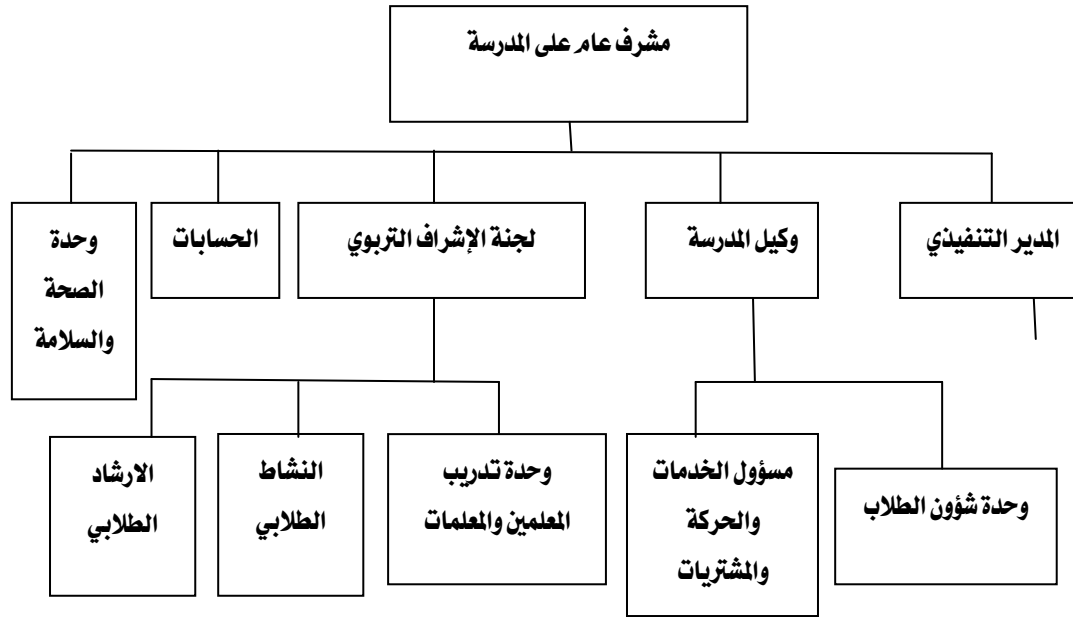 مشرف عام على المدرسة
المدير التنفيذي
وكيل المدرسة
لجنة الإشراف التربوي
الحسابات
وحدة
الصحة
والسلامة
وحدة شؤون الطلاب
مسؤول الخدمات
والحركة
والمشتريات
وحدة تدريب
المعلمين والمعلمات
النشاط
الطلابي
الارشاد
الطلابي